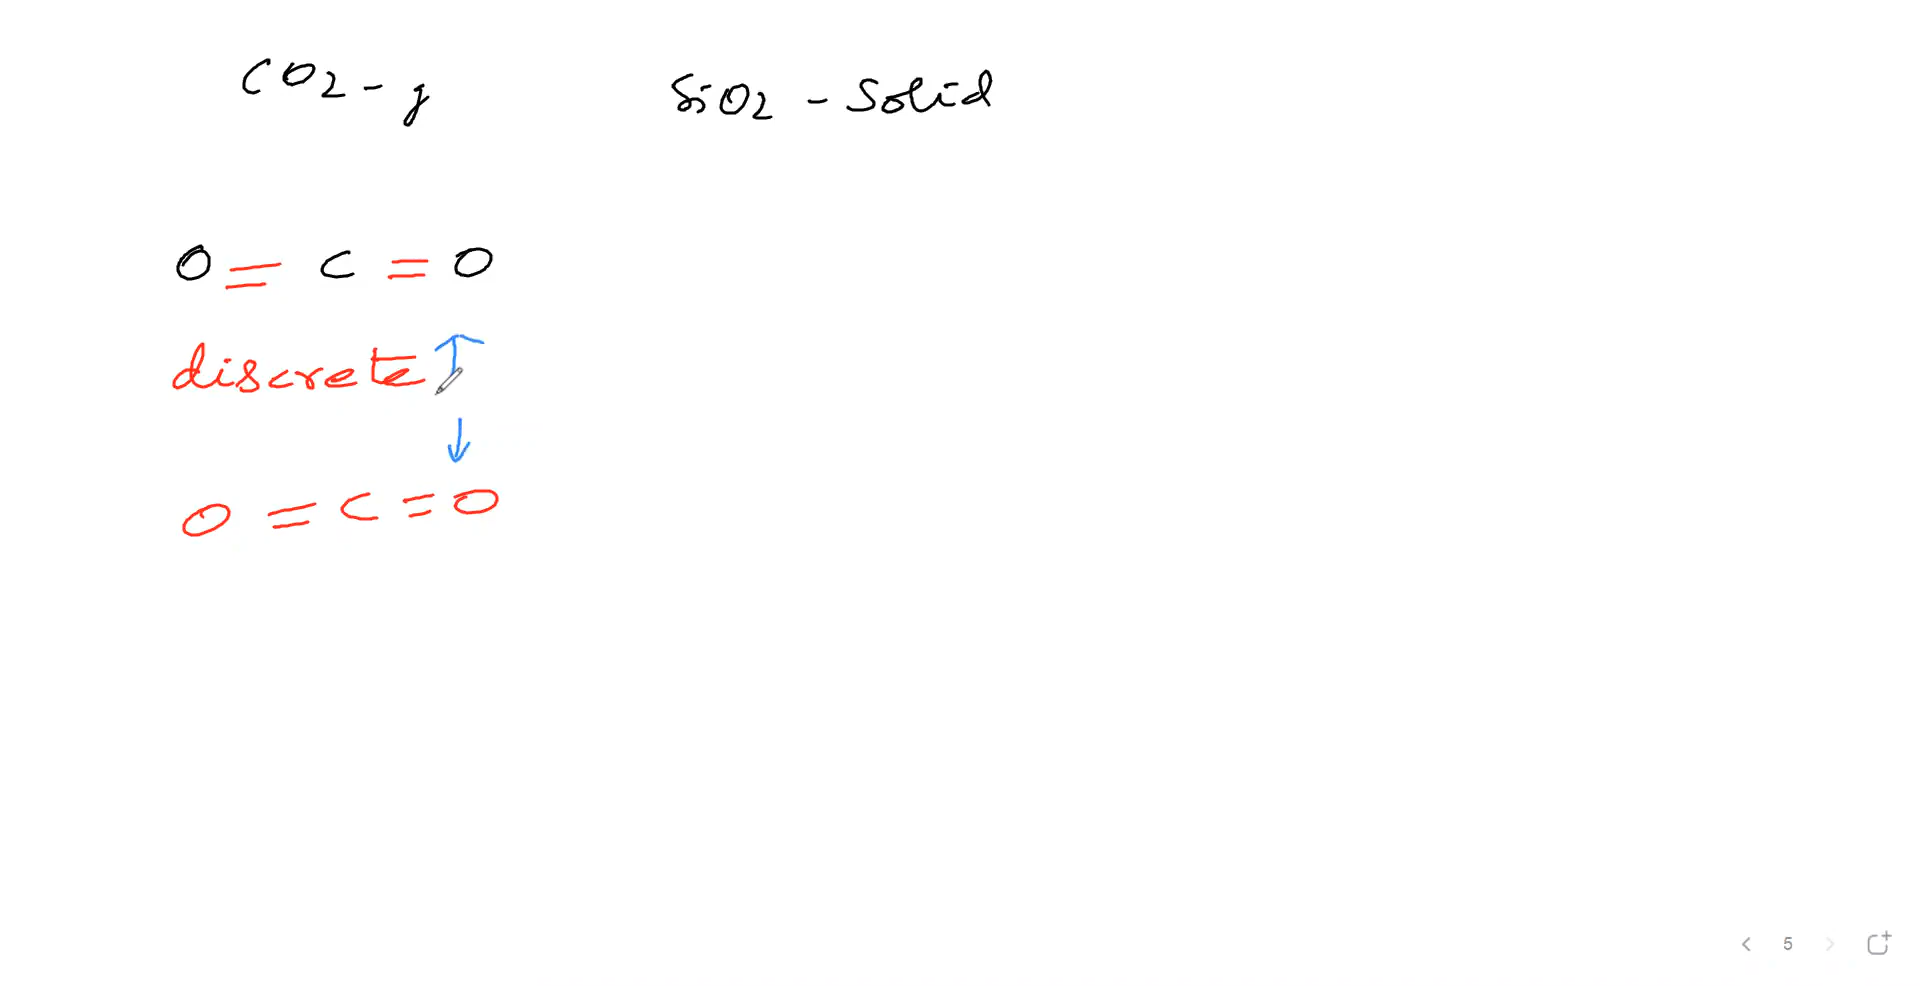 CO2 - g
SiO2 - Solid
O = C = O
discrete
O = C = O
5